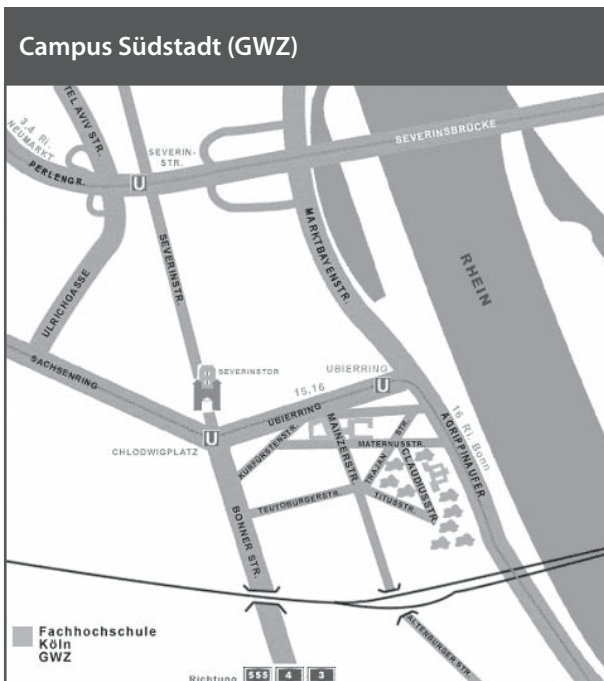 Campus Südstadt (GWZ)
TEL AVIV STR.
3,4 Ri.
NEUMARKT
PERLENGR.
SEVERIN-
STR.
U
SEVERINSBRÜCKE
SEVERINSTR.
MARKTBAYENSTR.
RHEIN
ULRICHGASSE
SACHSENRING
SEVERINSTOR
UBIERRING
U
15,16
UBIERRING
CHLODWIGPLATZ
U
16 Ri. Bonn
AGRIPPINAUFER
KURFÜRSTENSTR.
MAINZERSTR.
MATERNUSSTR.
TRAJAN STR
CLAUDIUSSTR.
TEUTOBURGERSTR.
TITUSSTR.
BONNER STR.
ALTENBURGER STR.
Fachhochschule
Köln
GWZ
Richtung 555 4 3